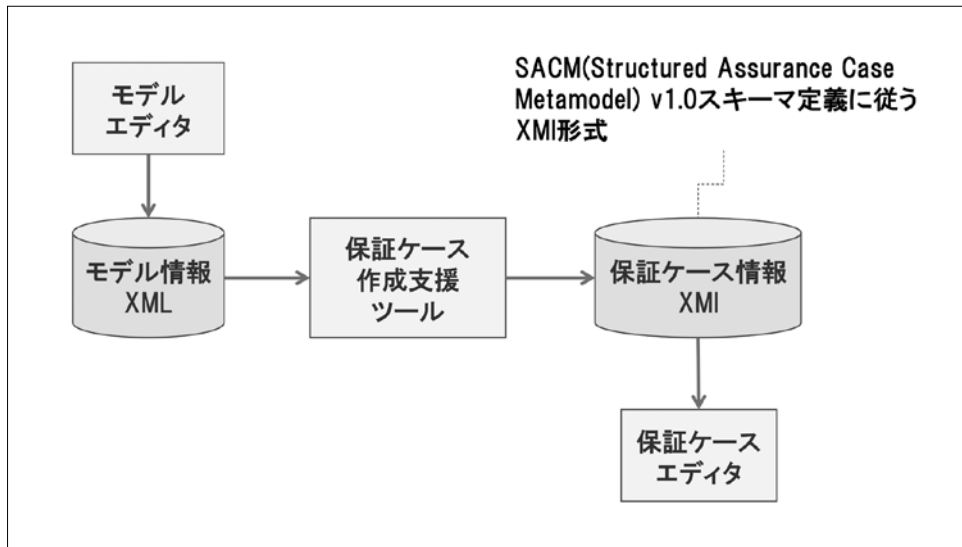 モデル
エディタ
SACM(Structured Assurance Case
Metamodel) v1.0スキーマ定義に従う
XMI形式
モデル情報
XML
保証ケース
作成支援
ツール
保証ケース情報
XMI
保証ケース
エディタ